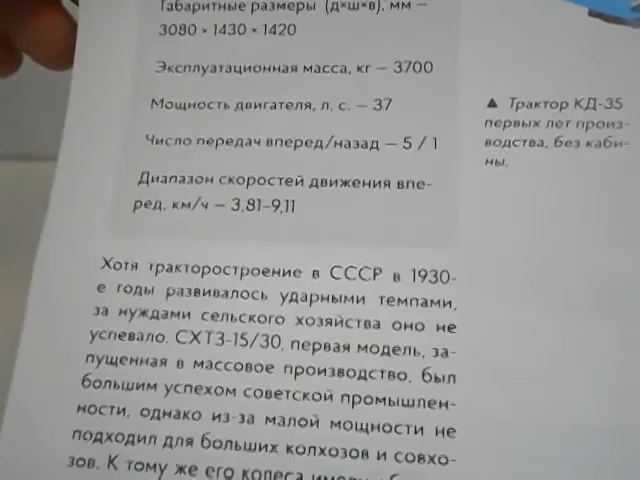 Габаритные размеры (д×ш×в), мм —
3080 × 1430 × 1420
Эксплуатационная масса, кг — 3700
Мощность двигателя, л. с. — 37
Число передач вперед/назад — 5 / 1
Диапазон скоростей движения впе-
ред, км/ч — 3,81–9,11
▲ Трактор КД-35
первых лет произ-
водства, без каби-
ны.
Хотя тракторостроение в СССР в 1930-
е годы развивалось ударными темпами,
за нуждами сельского хозяйства оно не
успевало. СХТЗ-15/30, первая модель, за-
пущенная в массовое производство, был
большим успехом советской промышлен-
ности, однако из-за малой мощности не
подходил для больших колхозов и совхо-
зов. К тому же его колеса